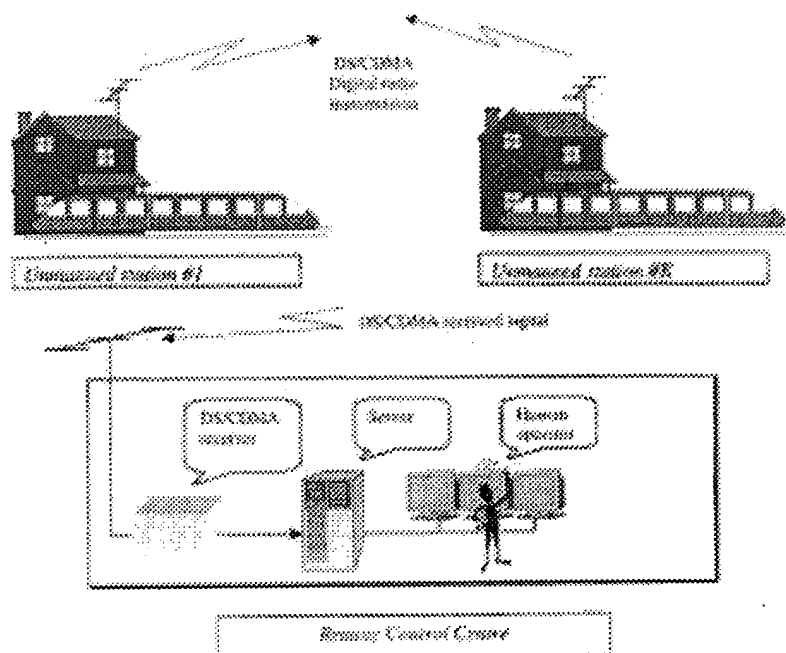 DS/CDMA
Digital radio
transmission
Unmanned station #1
Unmanned station #K
DS/CDMA received signal
DS/CDMA
receiver
Server
Human
operator
Remote Control Centre